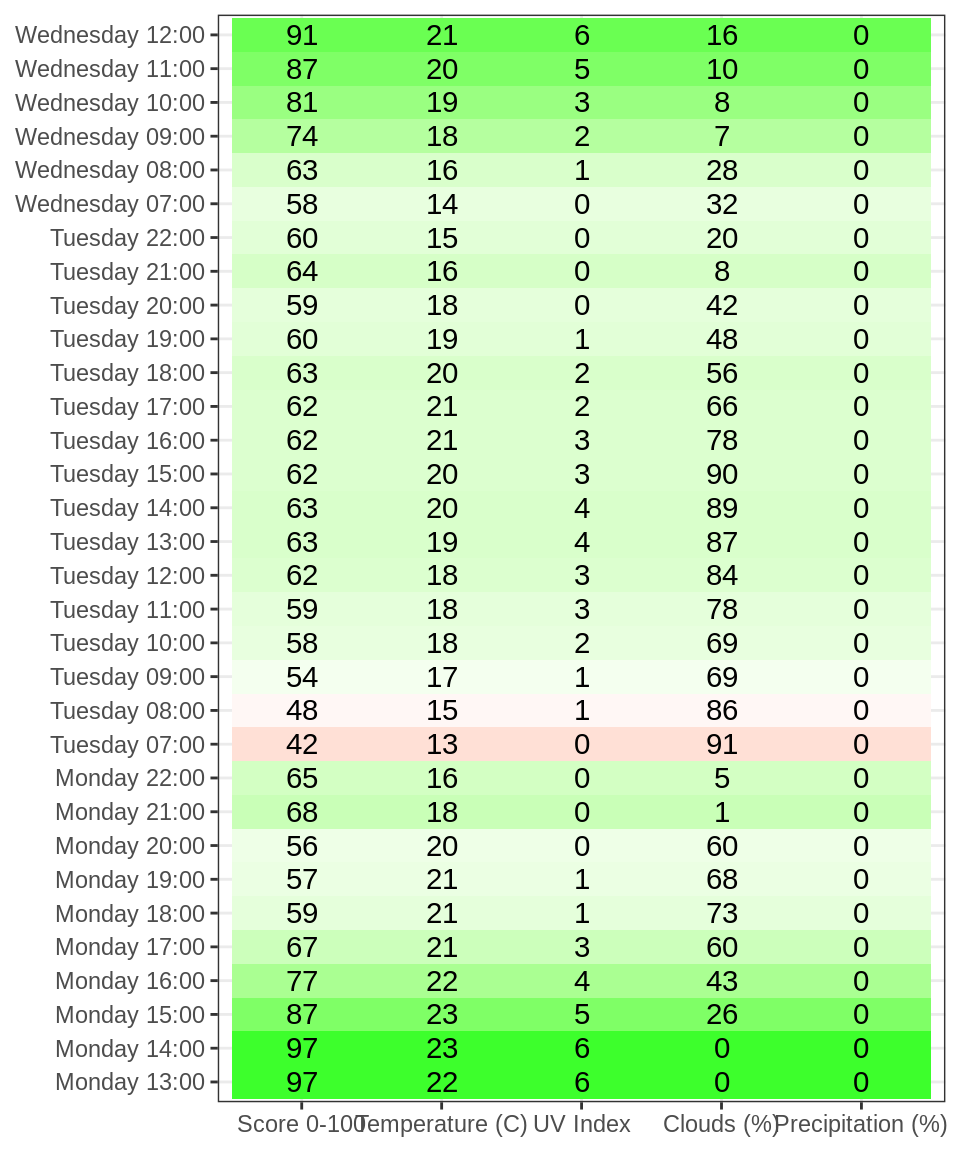 Wednesday 12:00 91 21 6 16 0
Wednesday 11:00 87 20 5 10 0
Wednesday 10:00 81 19 3 8 0
Wednesday 09:00 74 18 2 7 0
Wednesday 08:00 63 16 1 28 0
Wednesday 07:00 58 14 0 32 0
Tuesday 22:00 60 15 0 20 0
Tuesday 21:00 64 16 0 8 0
Tuesday 20:00 59 18 0 42 0
Tuesday 19:00 60 19 1 48 0
Tuesday 18:00 63 20 2 56 0
Tuesday 17:00 62 21 2 66 0
Tuesday 16:00 62 21 3 78 0
Tuesday 15:00 62 20 3 90 0
Tuesday 14:00 63 20 4 89 0
Tuesday 13:00 63 19 4 87 0
Tuesday 12:00 62 18 3 84 0
Tuesday 11:00 59 18 3 78 0
Tuesday 10:00 58 18 2 69 0
Tuesday 09:00 54 17 1 69 0
Tuesday 08:00 48 15 1 86 0
Tuesday 07:00 42 13 0 91 0
Monday 22:00 65 16 0 5 0
Monday 21:00 68 18 0 1 0
Monday 20:00 56 20 0 60 0
Monday 19:00 57 21 1 68 0
Monday 18:00 59 21 1 73 0
Monday 17:00 67 21 3 60 0
Monday 16:00 77 22 4 43 0
Monday 15:00 87 23 5 26 0
Monday 14:00 97 23 6 0 0
Monday 13:00 97 22 6 0 0
Score 0-100 Temperature (C) UV Index Clouds (%) Precipitation (%)